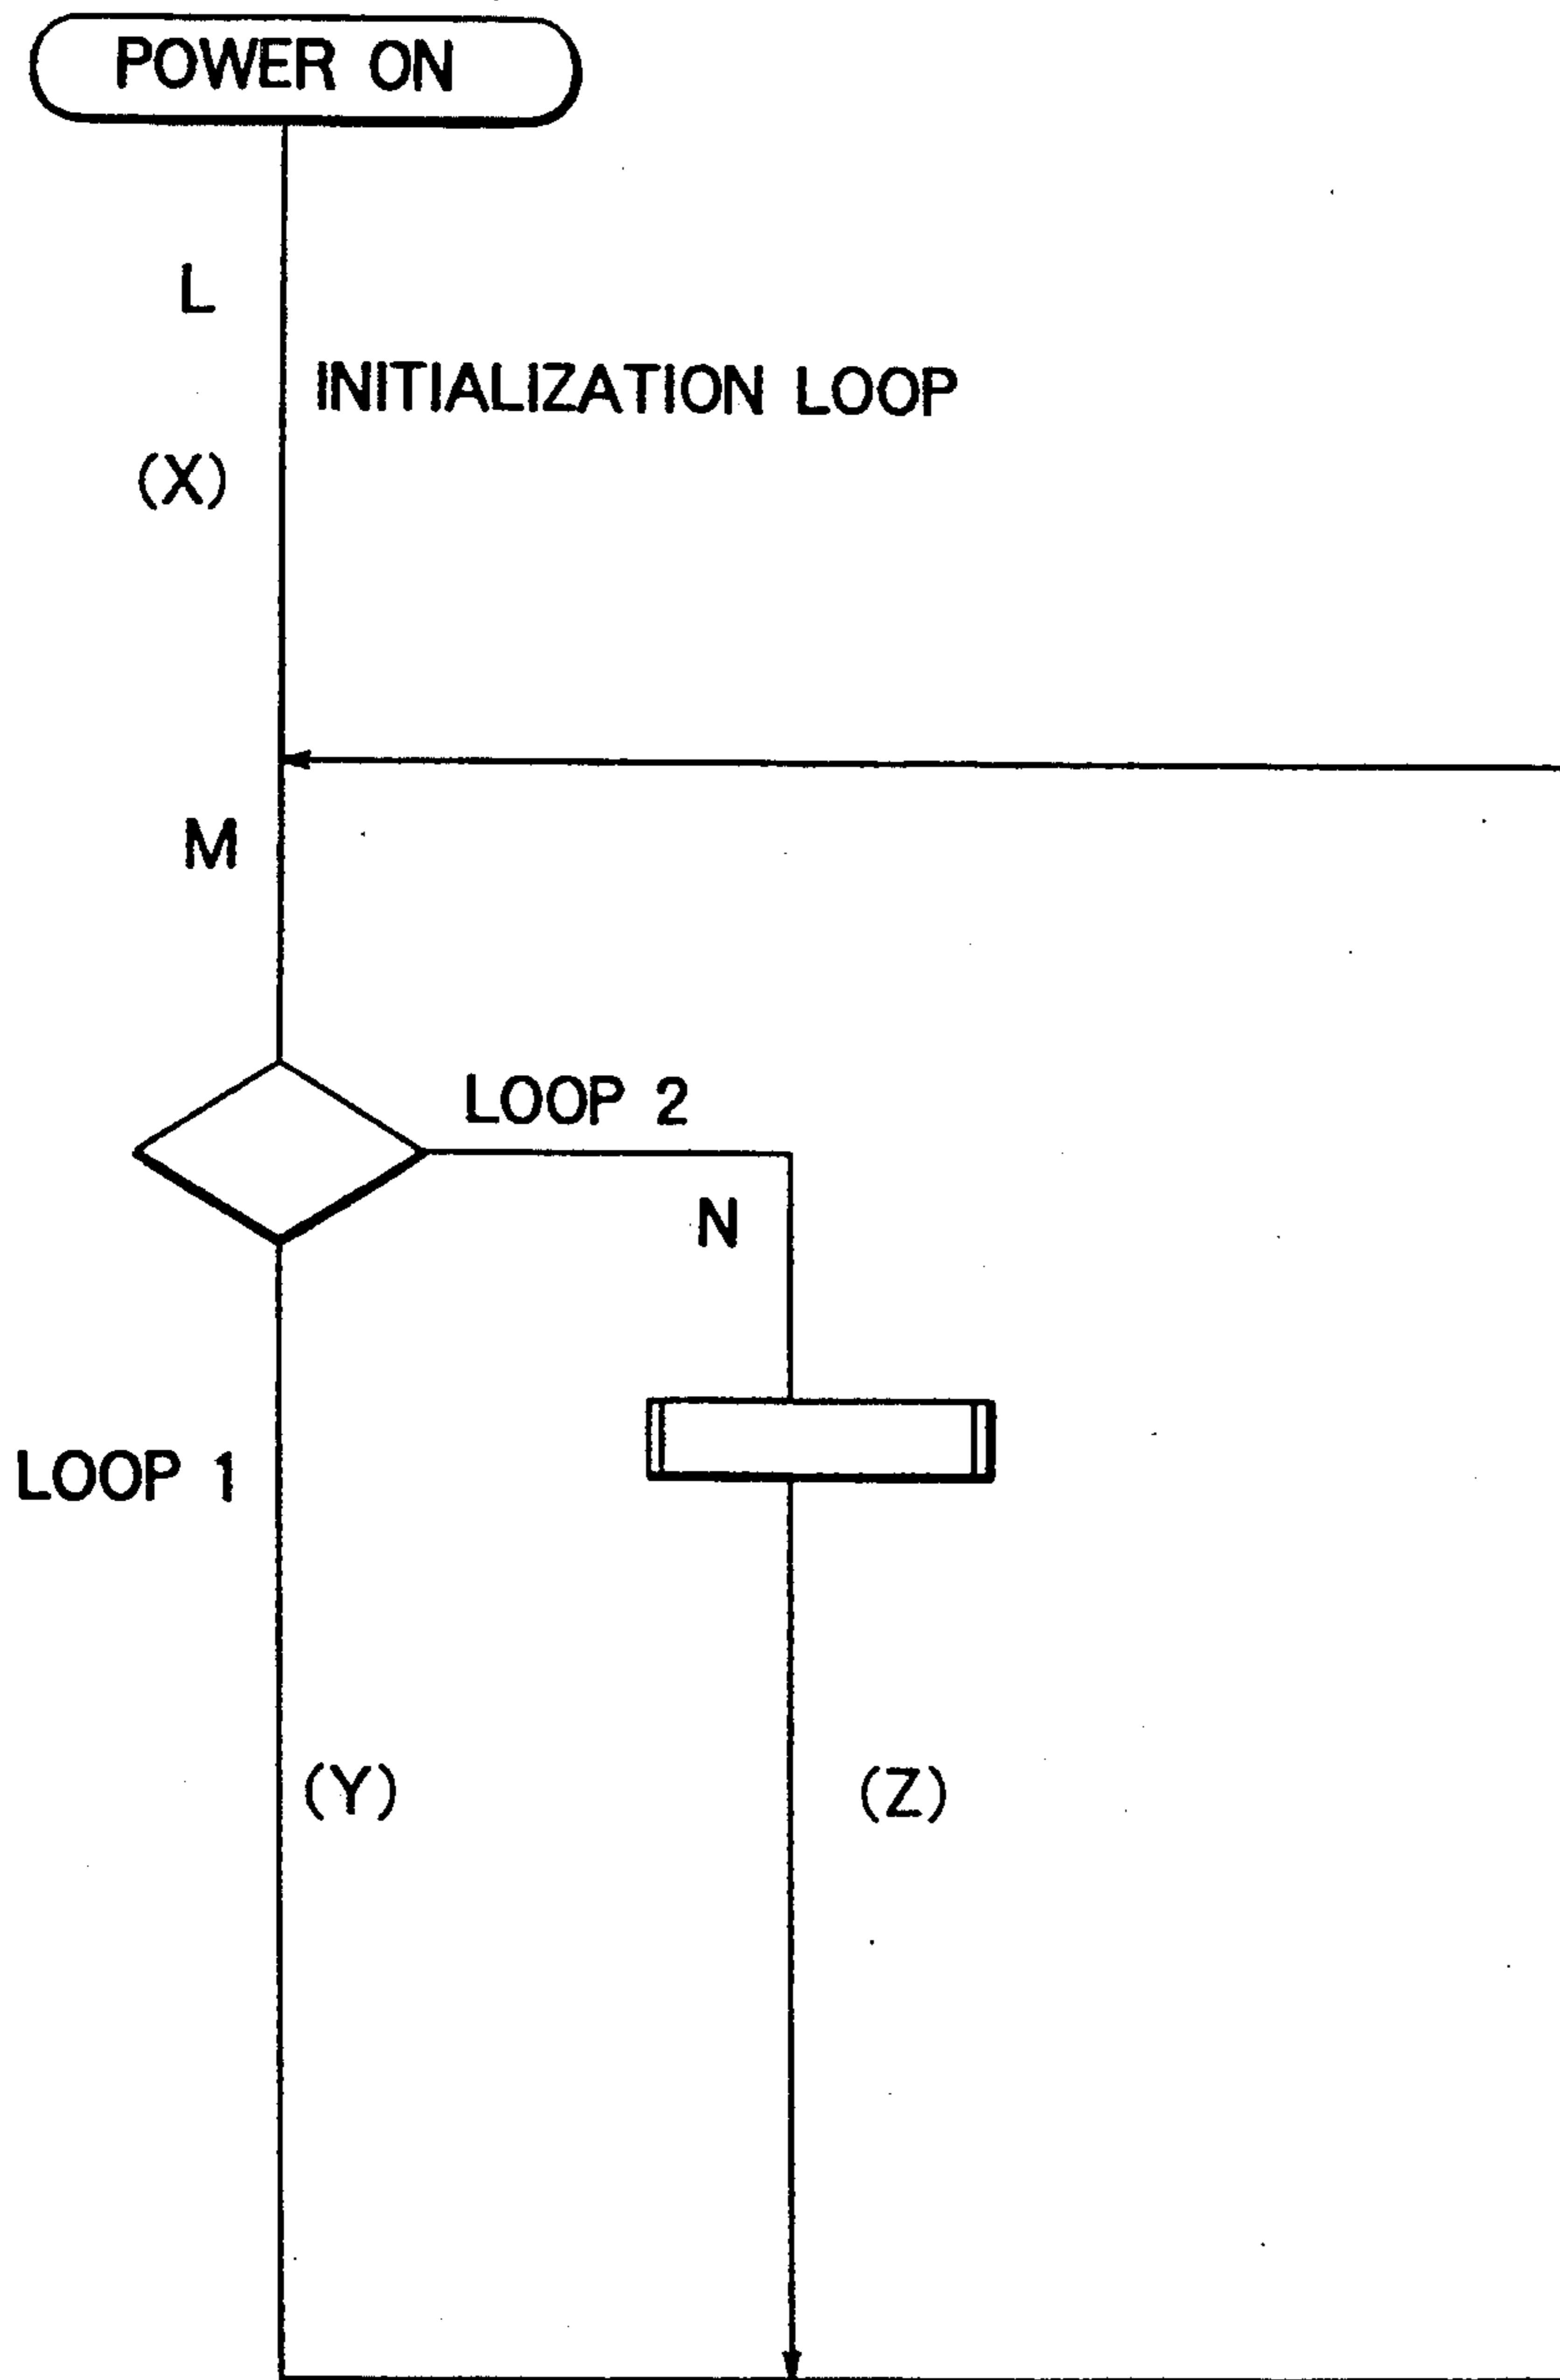 POWER ON
L
INITIALIZATION LOOP
(X)
M
LOOP 2
N
LOOP 1
(Y)
(Z)